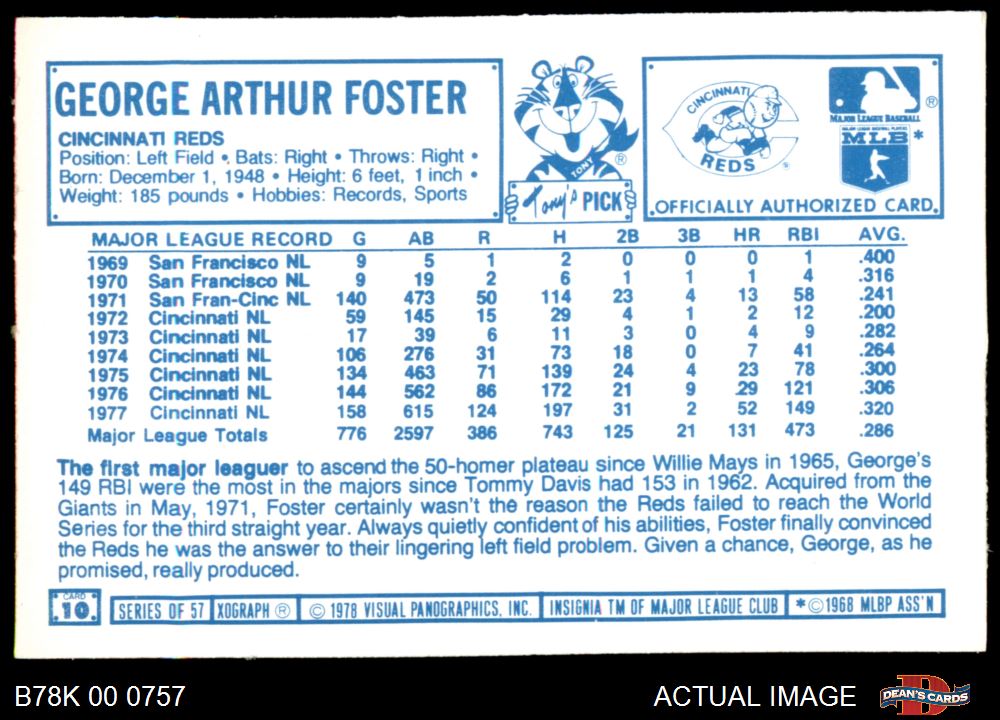 GEORGE ARTHUR FOSTER
CINCINNATI REDS
Position: Left Field • Bats: Right • Throws: Right •
Born: December 1, 1948 • Height: 6 feet, 1 inch •
Weight: 185 pounds • Hobbies: Records, Sports
TONY
®
Tony's PICK
CINCINNATI
REDS
®
MAJOR LEAGUE BASEBALL
MAJOR LEAGUE BASEBALL PLAYERS
MLB *
OFFICIALLY AUTHORIZED CARD
MAJOR LEAGUE RECORD G AB R H 2B 3B HR RBI AVG.
1969 San Francisco NL 9 5 1 2 0 0 0 1 .400
1970 San Francisco NL 9 19 2 6 1 1 1 4 .316
1971 San Fran-Cinc NL 140 473 50 114 23 4 13 58 .241
1972 Cincinnati NL 59 145 15 29 4 1 2 12 .200
1973 Cincinnati NL 17 39 6 11 3 0 4 9 .282
1974 Cincinnati NL 106 276 31 73 18 0 7 41 .264
1975 Cincinnati NL 134 463 71 139 24 4 23 78 .300
1976 Cincinnati NL 144 562 86 172 21 9 29 121 .306
1977 Cincinnati NL 158 615 124 197 31 2 52 149 .320
Major League Totals 776 2597 386 743 125 21 131 473 .286
The first major leaguer to ascend the 50-homer plateau since Willie Mays in 1965, George's
149 RBI were the most in the majors since Tommy Davis had 153 in 1962. Acquired from the
Giants in May, 1971, Foster certainly wasn't the reason the Reds failed to reach the World
Series for the third straight year. Always quietly confident of his abilities, Foster finally convinced
the Reds he was the answer to their lingering left field problem. Given a chance, George, as he
promised, really produced.
CARD
10
SERIES OF 57 XOGRAPH ® © 1978 VISUAL PANOGRAPHICS, INC. INSIGNIA TM OF MAJOR LEAGUE CLUB *©1968 MLBP ASS'N
B78K 00 0757
ACTUAL IMAGE
D
DEAN'S CARDS